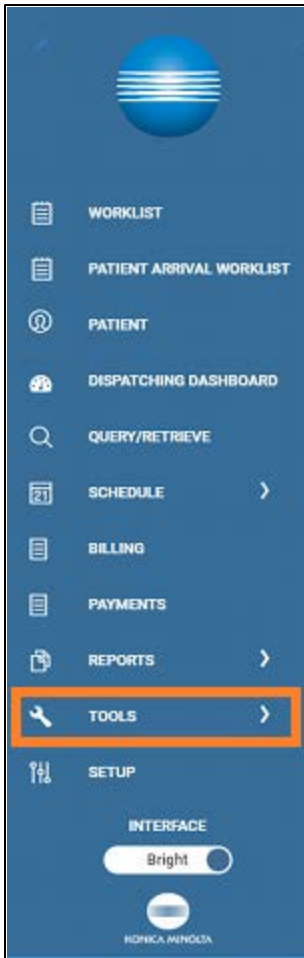 WORKLIST
PATIENT ARRIVAL WORKLIST
PATIENT
DISPATCHING DASHBOARD
QUERY/RETRIEVE
21 SCHEDULE
BILLING
PAYMENTS
REPORTS
TOOLS
SETUP
INTERFACE
Bright
KONICA MINOLTA